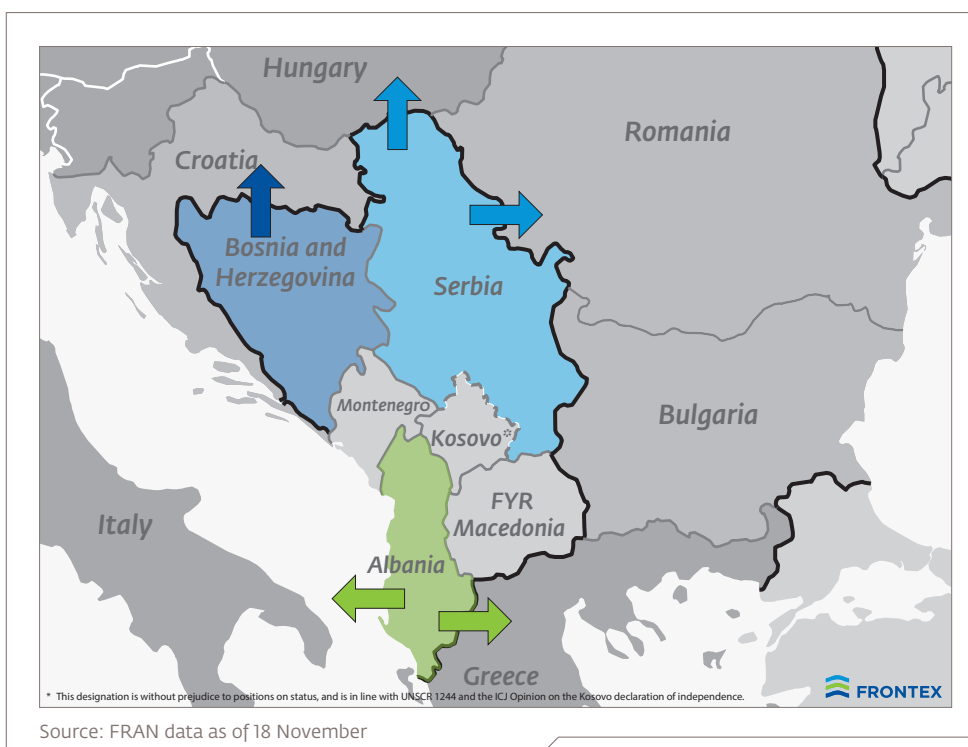 Hungary
Romania
Croatia
Bosnia and
Herzegovina
Serbia
Montenegro
Kosovo*
Bulgaria
FYR
Macedonia
Italy
Albania
Greece
* This designation is without prejudice to positions on status, and is in line with UNSCR 1244 and the ICJ Opinion on the Kosovo declaration of independence.
FRONTEX
Source: FRAN data as of 18 November